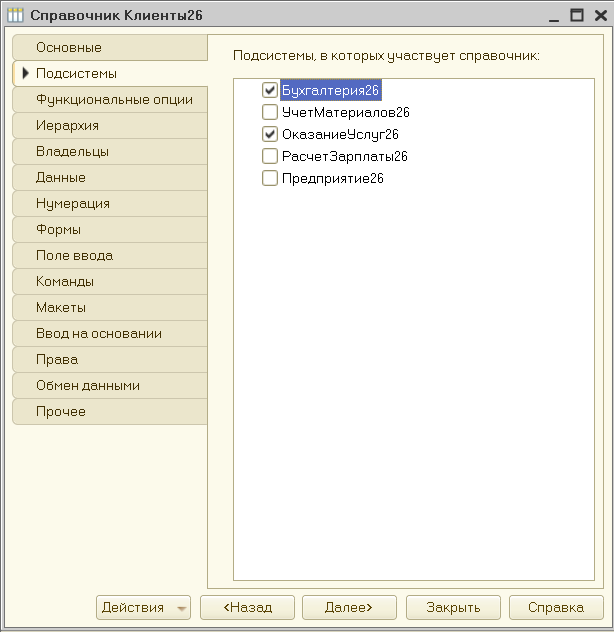 Справочник Клиенты26
Основные
Подсистемы
Функциональные опции
Иерархия
Владельцы
Данные
Нумерация
Формы
Поле ввода
Команды
Макеты
Ввод на основании
Права
Обмен данными
Прочее
Подсистемы, в которых участвует справочник:
Бухгалтерия26
УчетМатериалов26
ОказаниеУслуг26
РасчетЗарплаты26
Предприятие26
Действия
<Назад
Далее>
Закрыть
Справка